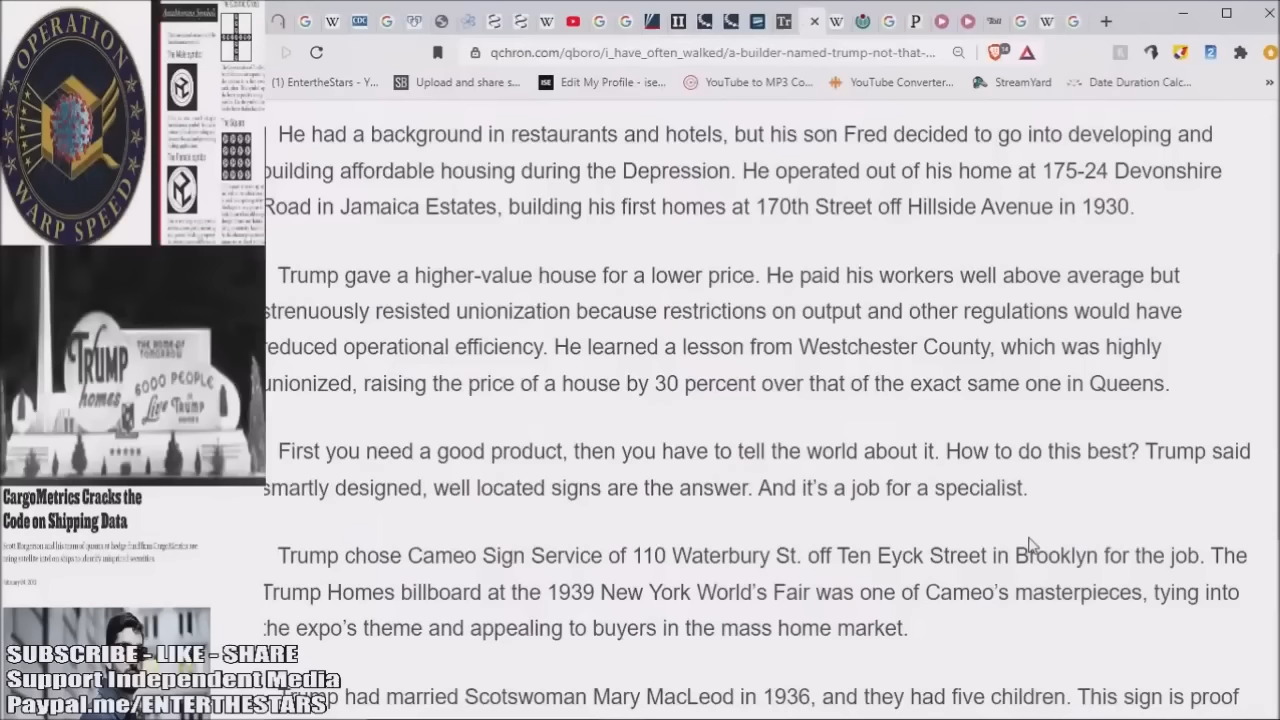 OPERATION
WARP SPEED
TRUMP
homes
THE HOME OF
TOMORROW
6000 PEOPLE
Live in TRUMP
HOMES
CargoMetrics Cracks the
Code on Shipping Data
SUBSCRIBE - LIKE - SHARE
Support Independent Media
Paypal.me/ENTERTHESTARS
qchron.com/qboro/i_have_often_walked/a-builder-named-trump-is-great-...
(1) EntertheStars - Y...
Upload and share i...
Edit My Profile - Air...
YouTube to MP3 Co...
YouTube Converter...
StreamYard
Date Duration Calc...
He had a background in restaurants and hotels, but his son Fred wanted to go into developing and
building affordable housing during the Depression. He operated out of his home at 175-24 Devonshire
Road in Jamaica Estates, building his first ones at 170th Street off Hillside Avenue in 1930.
Trump gave a higher-value house for a lower price. He paid his workers well above average but
strenuously resisted unionization because restrictions on output and other regulations would have
reduced operational efficiency. He learned a lesson from Westchester County, which was highly
unionized, raising the price of a house by 30 percent over that of the exact same one in Queens.
First you need a good product, then you have to tell the world about it. How to do this best? Trump said
smartly designed, well located signs are the answer. And it's a job for a specialist.
Trump chose Cameo Sign Service of 110 Waterbury St. off Ten Eyck Street in Brooklyn for the job. The
Trump Homes billboard at the 1939 New York World's Fair was one of Cameo's masterpieces, tying into
the expo's theme and appealing to buyers in the mass home market.
Trump had married Scotswoman Mary MacLeod in 1936, and they had five children. This sign is proof